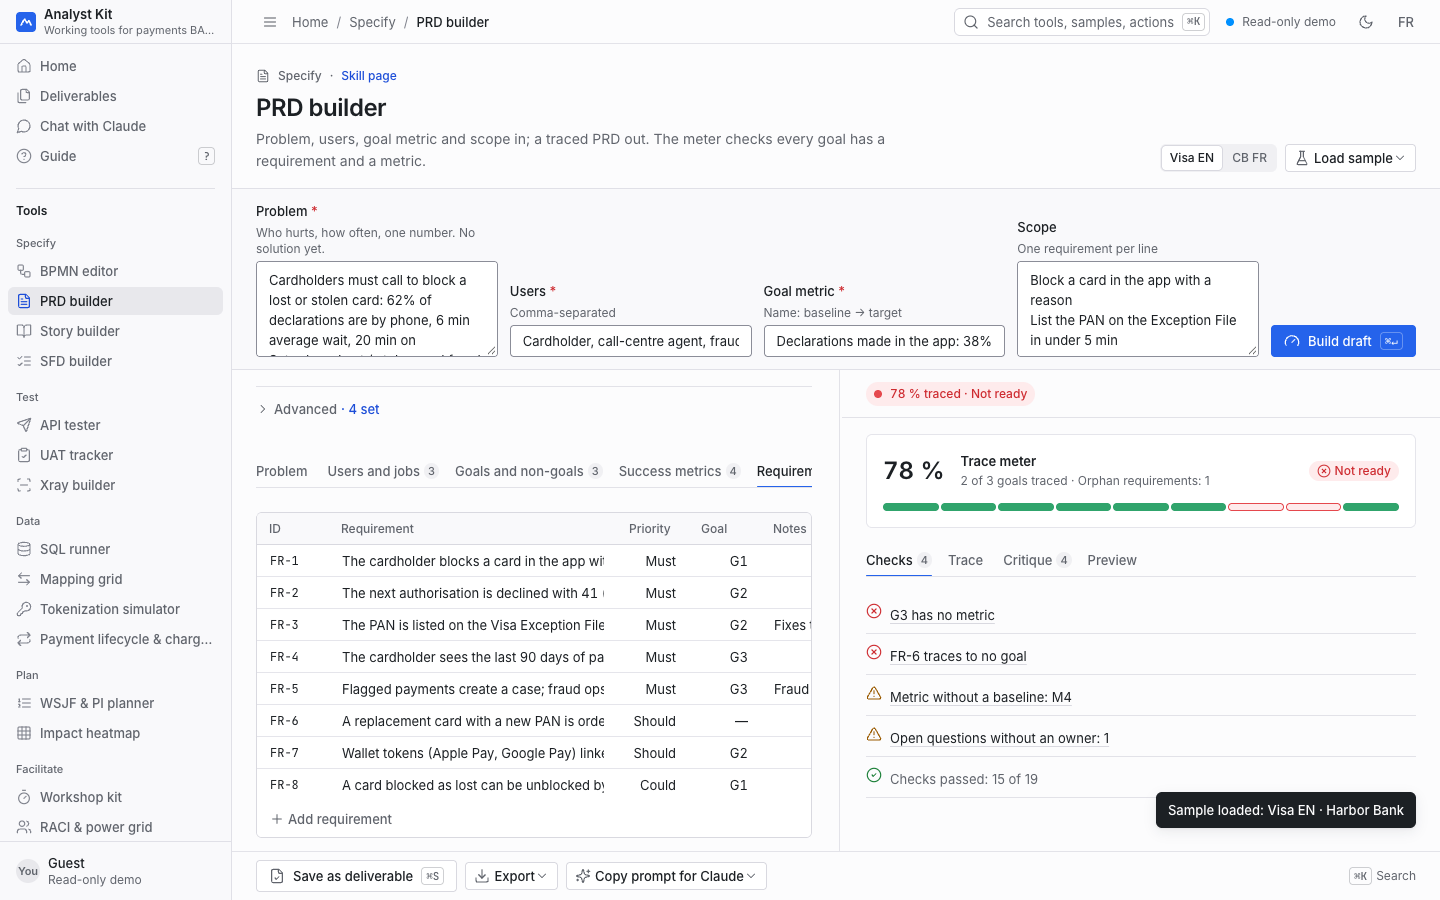 Analyst Kit
Working tools for payments BA...
Home
Deliverables
Chat with Claude
Guide
?
Tools
Specify
BPMN editor
PRD builder
Story builder
SFD builder
Test
API tester
UAT tracker
Xray builder
Data
SQL runner
Mapping grid
Tokenization simulator
Payment lifecycle & charg...
Plan
WSJF & PI planner
Impact heatmap
Facilitate
Workshop kit
RACI & power grid
You
Guest
Read-only demo
Home / Specify / PRD builder
Search tools, samples, actions ⌘K
Read-only demo
FR
Specify · Skill page
PRD builder
Problem, users, goal metric and scope in; a traced PRD out. The meter checks every goal has a
requirement and a metric.
Visa EN
CB FR
Load sample
Problem *
Who hurts, how often, one number. No
solution yet.
Cardholders must call to block a
lost or stolen card: 62% of
declarations are by phone, 6 min
average wait, 20 min on
Users *
Comma-separated
Cardholder, call-centre agent, frauc
Goal metric *
Name: baseline → target
Declarations made in the app: 38%
Scope
One requirement per line
Block a card in the app with a
reason
List the PAN on the Exception File
in under 5 min
Build draft ⌘↵
Advanced · 4 set
Problem
Users and jobs 3
Goals and non-goals 3
Success metrics 4
Requirem
ID Requirement Priority Goal Notes
FR-1 The cardholder blocks a card in the app wit Must G1
FR-2 The next authorisation is declined with 41 ( Must G2
FR-3 The PAN is listed on the Visa Exception File Must G2 Fixes t
FR-4 The cardholder sees the last 90 days of pa Must G3
FR-5 Flagged payments create a case; fraud ops Must G3 Fraud
FR-6 A replacement card with a new PAN is orde Should —
FR-7 Wallet tokens (Apple Pay, Google Pay) linke Should G2
FR-8 A card blocked as lost can be unblocked by Could G1
+ Add requirement
78 % traced · Not ready
78 %
Trace meter
2 of 3 goals traced · Orphan requirements: 1
Not ready
Checks 4
Trace
Critique 4
Preview
G3 has no metric
FR-6 traces to no goal
Metric without a baseline: M4
Open questions without an owner: 1
Checks passed: 15 of 19
Sample loaded: Visa EN · Harbor Bank
Save as deliverable ⌘S
Export
Copy prompt for Claude
⌘K Search